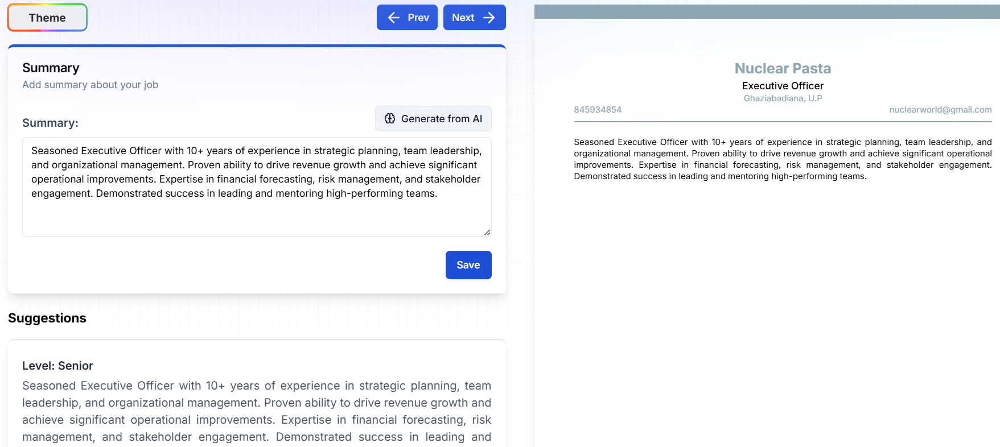 Theme
Prev
Next
Summary
Add summary about your job
Summary:
Generate from AI
Seasoned Executive Officer with 10+ years of experience in strategic planning, team leadership,
and organizational management. Proven ability to drive revenue growth and achieve significant
operational improvements. Expertise in financial forecasting, risk management, and stakeholder
engagement. Demonstrated success in leading and mentoring high-performing teams.
Save
Suggestions
Level: Senior
Seasoned Executive Officer with 10+ years of experience in strategic planning, team
leadership, and organizational management. Proven ability to drive revenue growth and
achieve significant operational improvements. Expertise in financial forecasting, risk
management, and stakeholder engagement. Demonstrated success in leading and
Nuclear Pasta
Executive Officer
Ghaziabadiana, U.P
845934854
nuclearworld@gmail.com
Seasoned Executive Officer with 10+ years of experience in strategic planning, team leadership, and
organizational management. Proven ability to drive revenue growth and achieve significant operational
improvements. Expertise in financial forecasting, risk management, and stakeholder engagement.
Demonstrated success in leading and mentoring high-performing teams.